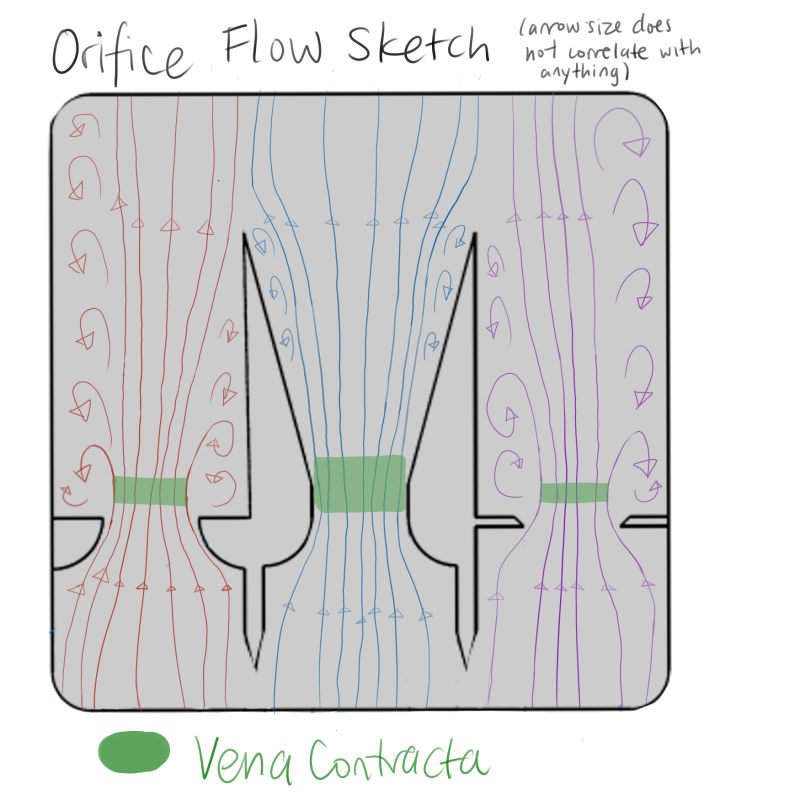 Orifice Flow Sketch
(arrow size does
not correlate with
anything)
Vena Contracta